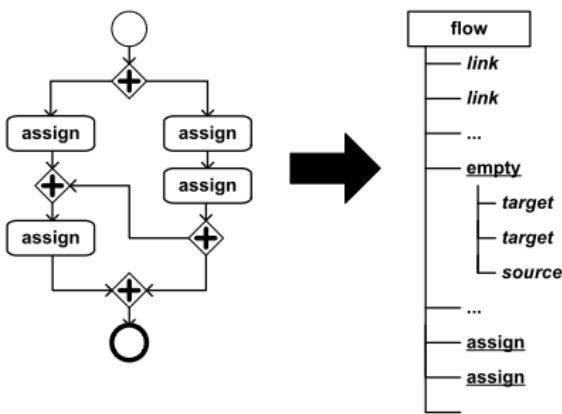 flow
link
link
...
empty
target
target
source
...
assign
assign
assign
assign
assign
assign